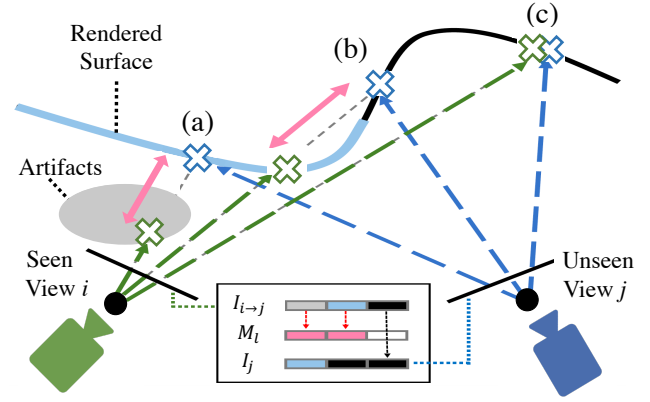 (c)
Rendered
Surface
(b)
(a)
Artifacts
Seen
View i
Unseen
View j
I_{i→j}
M_l
I_j